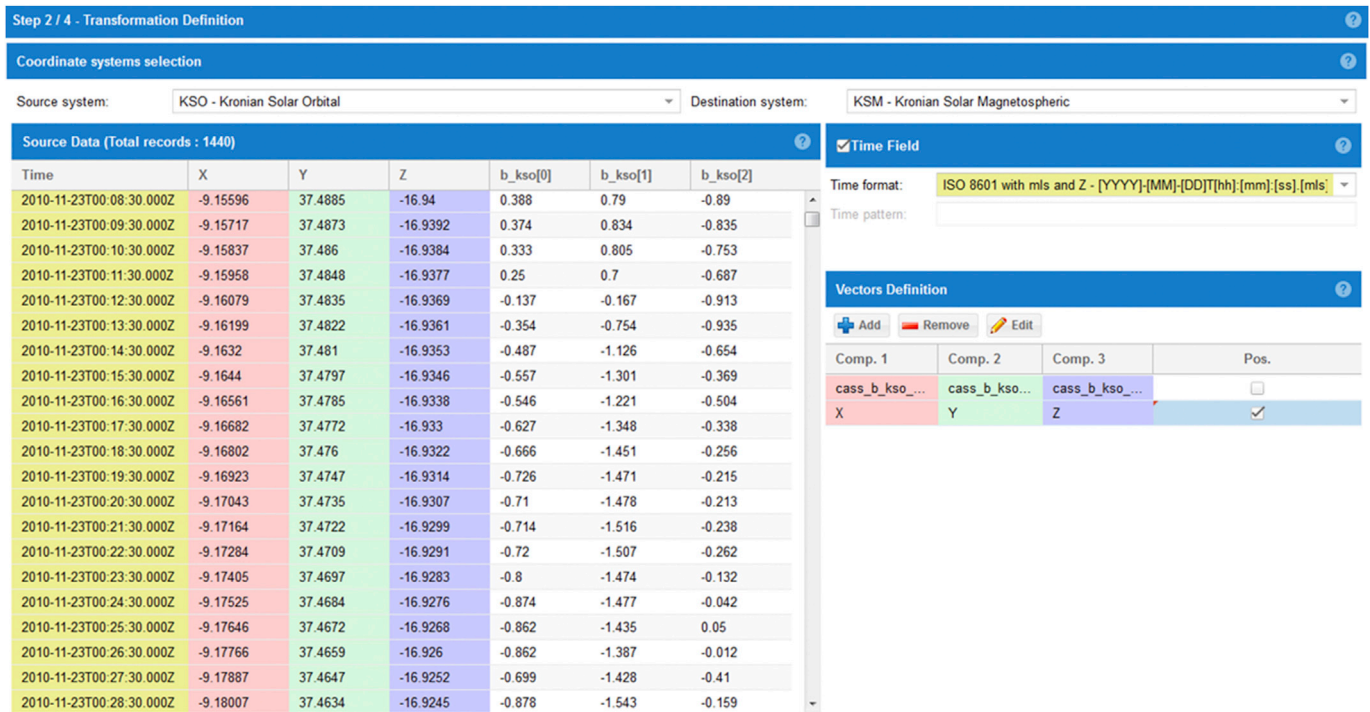 Step 2 / 4 - Transformation Definition
Coordinate systems selection
Source system: KSO - Kronian Solar Orbital Destination system: KSM - Kronian Solar Magnetospheric
Source Data (Total records : 1440)
Time X Y Z b_kso[0] b_kso[1] b_kso[2]
2010-11-23T00:08:30.000Z -9.15596 37.4885 -16.94 0.388 0.79 -0.89
2010-11-23T00:09:30.000Z -9.15717 37.4873 -16.9392 0.374 0.834 -0.835
2010-11-23T00:10:30.000Z -9.15837 37.486 -16.9384 0.333 0.805 -0.753
2010-11-23T00:11:30.000Z -9.15958 37.4848 -16.9377 0.25 0.7 -0.687
2010-11-23T00:12:30.000Z -9.16079 37.4835 -16.9369 -0.137 -0.167 -0.913
2010-11-23T00:13:30.000Z -9.16199 37.4822 -16.9361 -0.354 -0.754 -0.935
2010-11-23T00:14:30.000Z -9.1632 37.481 -16.9353 -0.487 -1.126 -0.654
2010-11-23T00:15:30.000Z -9.1644 37.4797 -16.9346 -0.557 -1.301 -0.369
2010-11-23T00:16:30.000Z -9.16561 37.4785 -16.9338 -0.546 -1.221 -0.504
2010-11-23T00:17:30.000Z -9.16682 37.4772 -16.933 -0.627 -1.348 -0.338
2010-11-23T00:18:30.000Z -9.16802 37.476 -16.9322 -0.666 -1.451 -0.256
2010-11-23T00:19:30.000Z -9.16923 37.4747 -16.9314 -0.726 -1.471 -0.215
2010-11-23T00:20:30.000Z -9.17043 37.4735 -16.9307 -0.71 -1.478 -0.213
2010-11-23T00:21:30.000Z -9.17164 37.4722 -16.9299 -0.714 -1.516 -0.238
2010-11-23T00:22:30.000Z -9.17284 37.4709 -16.9291 -0.72 -1.507 -0.262
2010-11-23T00:23:30.000Z -9.17405 37.4697 -16.9283 -0.8 -1.474 -0.132
2010-11-23T00:24:30.000Z -9.17525 37.4684 -16.9276 -0.874 -1.477 -0.042
2010-11-23T00:25:30.000Z -9.17646 37.4672 -16.9268 -0.862 -1.435 0.05
2010-11-23T00:26:30.000Z -9.17766 37.4659 -16.926 -0.862 -1.387 -0.012
2010-11-23T00:27:30.000Z -9.17887 37.4647 -16.9252 -0.699 -1.428 -0.41
2010-11-23T00:28:30.000Z -9.18007 37.4634 -16.9245 -0.878 -1.543 -0.159
Time Field
Time format: ISO 8601 with mls and Z - [YYYY]-[MM]-[DD]T[hh]:[mm]:[ss].[mls]
Time pattern:
Vectors Definition
Add Remove Edit
Comp. 1 Comp. 2 Comp. 3 Pos.
cass_b_kso_... cass_b_kso... cass_b_kso_...
X Y Z